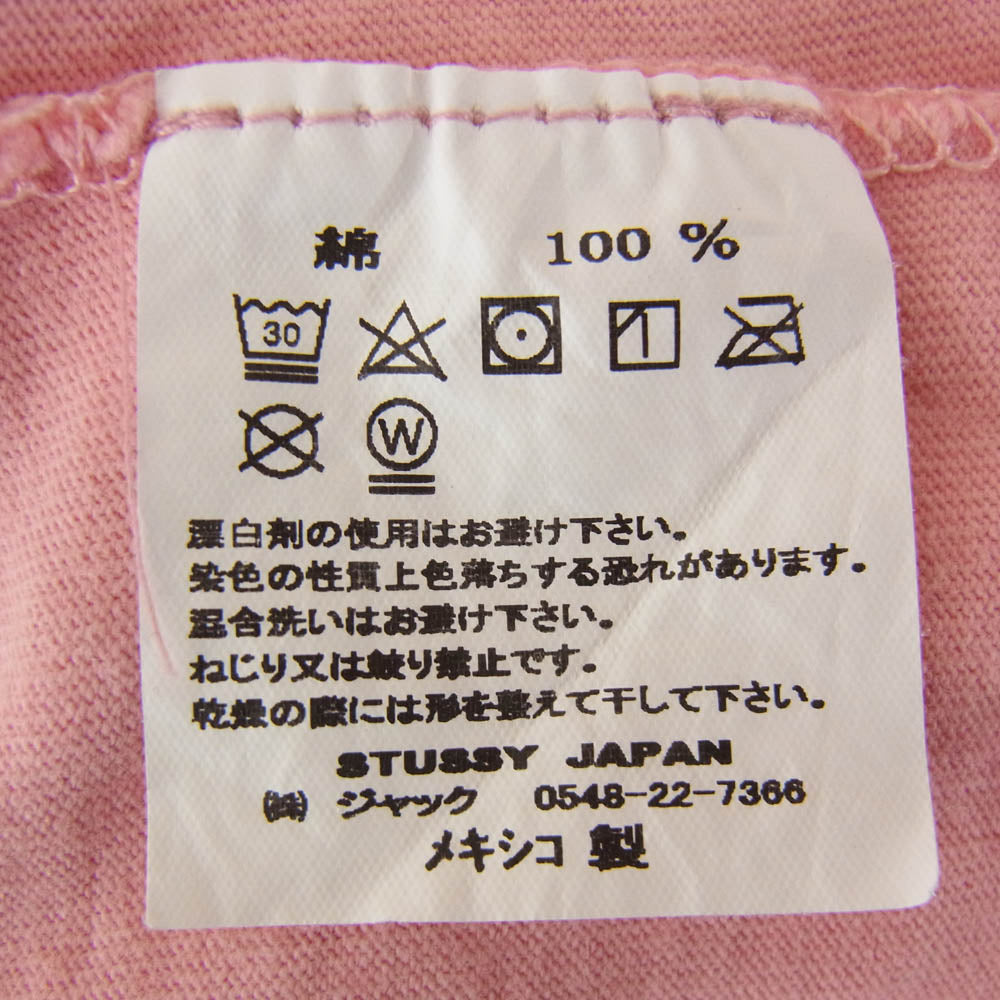 綿 100 %
30
W
漂白剤の使用はお避け下さい。
染色の性質上色落ちする恐れがあります。
混合洗いはお避け下さい。
ねじり又は絞り禁止です。
乾燥の際には形を整えて干して下さい。
STUSSY JAPAN
㈱ ジャック 0548-22-7366
メキシコ 製